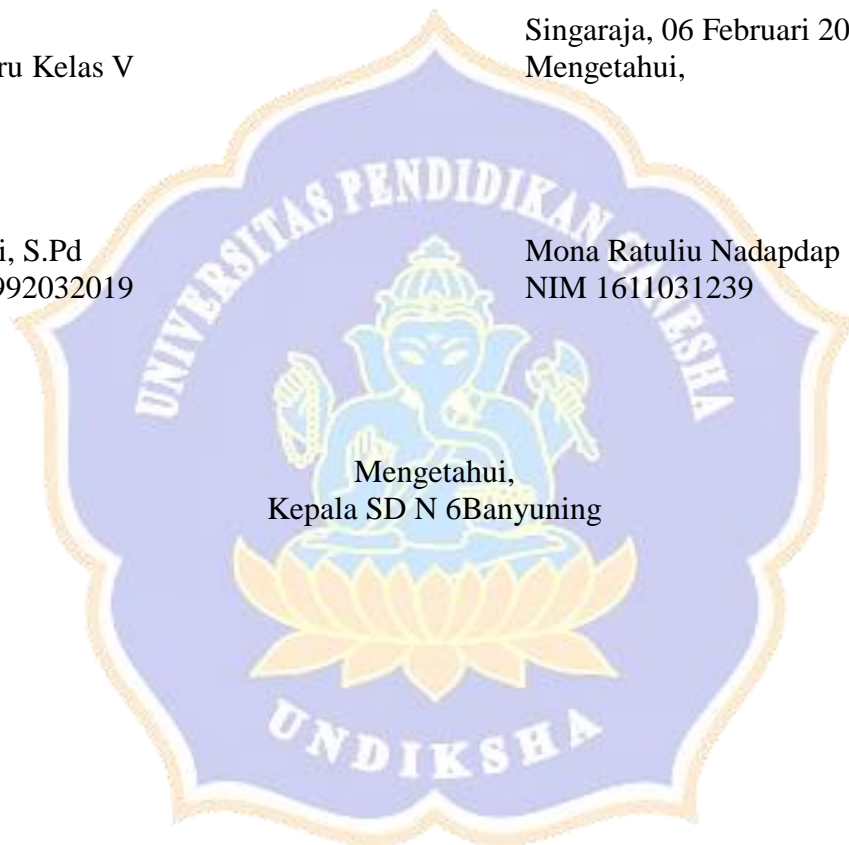 Singaraja, 06 Februari 20
ru Kelas V
Mengetahui,
i, S.Pd
Mona Ratuliu Nadapdap
992032019
NIM 1611031239
Mengetahui,
Kepala SD N 6Banyuning
UNIVERSITAS PENDIDIKAN GANESHA
UNDIKSHA